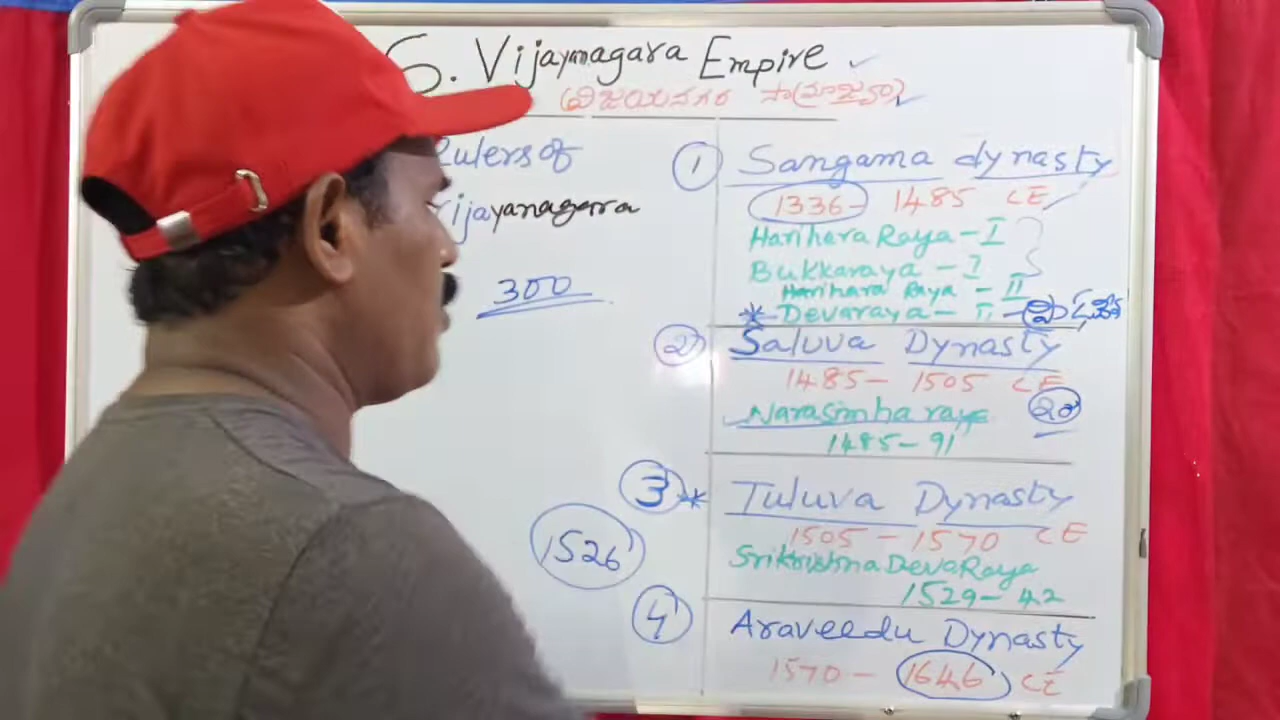 6. Vijaynagara Empire
(విజయనగర సామ్రాజ్యం)
Rulers of
Vijayanagara
300
1 Sangama dynasty
1336 - 1485 CE
Harihara Raya - I
Bukkaraya - I
Harihara Raya - II
* Devaraya - II -
2 Saluva Dynasty
1485 - 1505 CE
Narasimha raya 20
1485 - 91
3 * Tuluva Dynasty
1505 - 1570 CE
1526
SriKrishna DevaRaya
1529 - 42
4 Araveedu Dynasty
1570 - 1646 CE